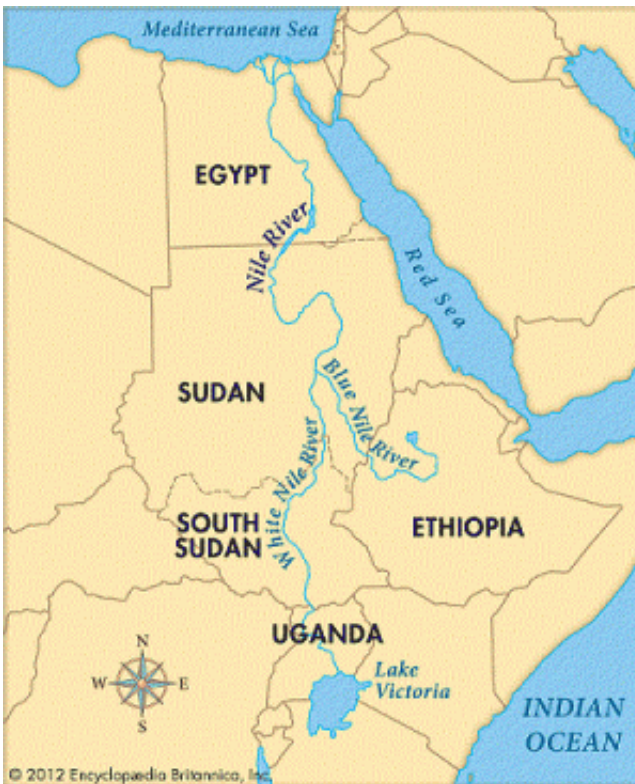 Mediterranean Sea
EGYPT
Nile River
Red Sea
SUDAN
Blue Nile River
White Nile River
SOUTH
SUDAN
ETHIOPIA
UGANDA
N
W
E
S
Lake
Victoria
INDIAN
OCEAN
© 2012 Encyclopædia Britannica, Inc.